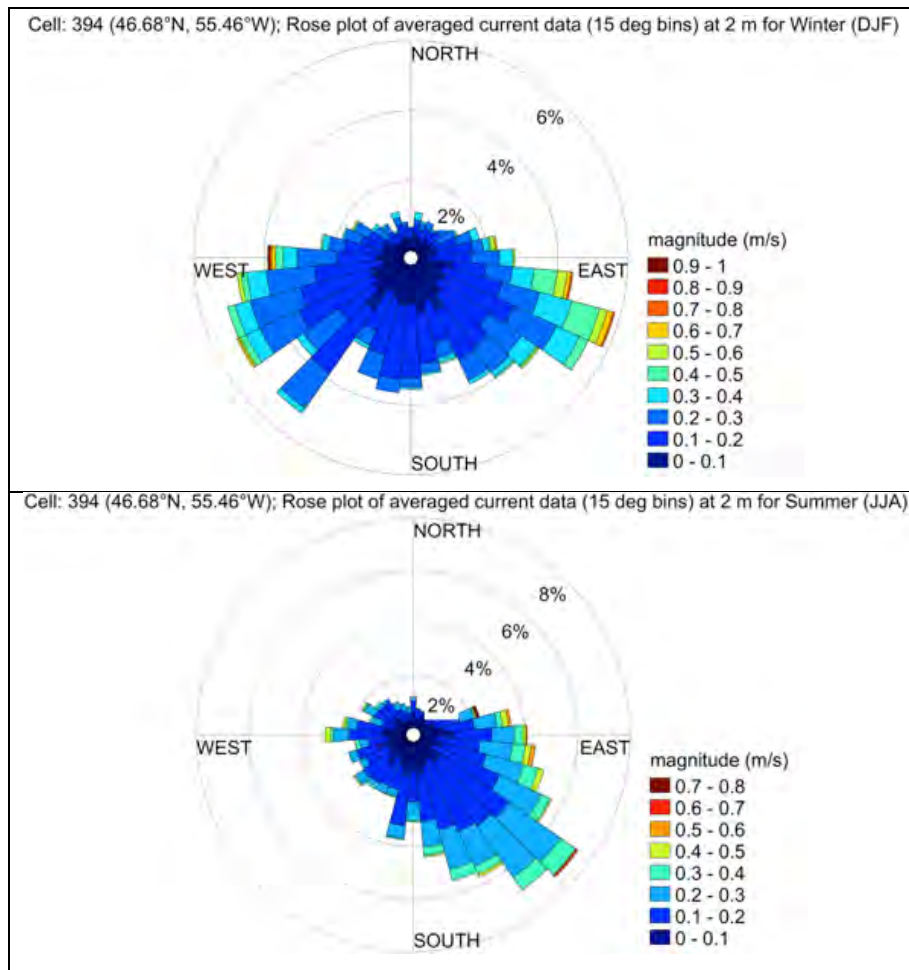 Cell: 394 (46.68°N, 55.46°W); Rose plot of averaged current data (15 deg bins) at 2 m for Winter (DJF)
NORTH
6%
4%
2%
WEST
EAST
SOUTH
magnitude (m/s)
0.9 - 1
0.8 - 0.9
0.7 - 0.8
0.6 - 0.7
0.5 - 0.6
0.4 - 0.5
0.3 - 0.4
0.2 - 0.3
0.1 - 0.2
0 - 0.1
Cell: 394 (46.68°N, 55.46°W); Rose plot of averaged current data (15 deg bins) at 2 m for Summer (JJA)
NORTH
8%
6%
4%
2%
WEST
EAST
SOUTH
magnitude (m/s)
0.7 - 0.8
0.6 - 0.7
0.5 - 0.6
0.4 - 0.5
0.3 - 0.4
0.2 - 0.3
0.1 - 0.2
0 - 0.1